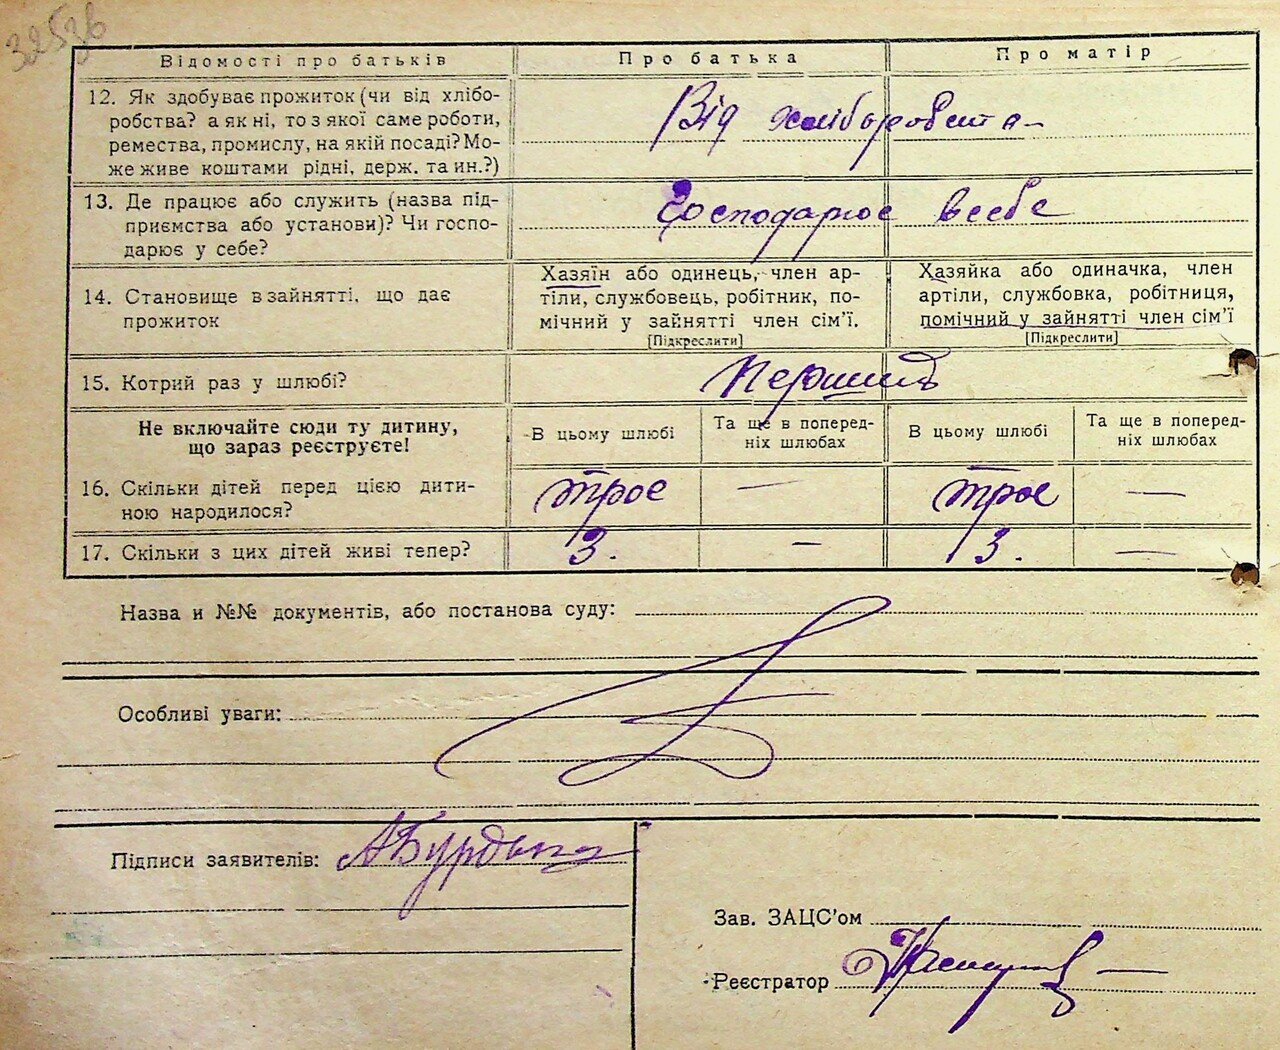 32536
Відомості про батьків
Про батька
Про матір
12. Як здобуває прожиток (чи від хлібо-
робства? а як ні, то з якої саме роботи,
ремества, промислу, на якій посаді? Мо-
же живе коштами рідні, держ. та ин.?)
Від хліборобства
13. Де працює або служить (назва під-
приємства або установи)? Чи госпо-
дарює у себе?
Господарює в себе
14. Становище в зайнятті, що дає
прожиток
Хазяїн або одинець, член ар-
тіли, службовець, робітник, по-
мічний у зайнятті член сім'ї.
[Підкреслити]
Хазяйка або одиначка, член
артіли, службовка, робітниця,
помічний у зайнятті член сім'ї
[Підкреслити]
15. Котрий раз у шлюбі?
Не включайте сюди ту дитину,
що зараз реєструєте!
В цьому шлюбі
Та ще в поперед-
ніх шлюбах
В цьому шлюбі
Та ще в поперед-
ніх шлюбах
16. Скільки дітей перед цією дити-
ною народилося?
троє
—
троє
—
17. Скільки з цих дітей живі тепер?
3.
—
3.
—
Назва и №№ документів, або постанова суду:
Особливі уваги:
Підписи заявителів:
Зав. ЗАЦС'ом
Реєстратор